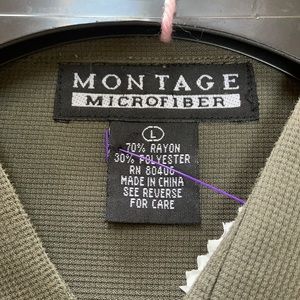 MONTAGE
MICROFIBER
L
70% RAYON
30% POLYESTER
RN 80406
MADE IN CHINA
SEE REVERSE
FOR CARE